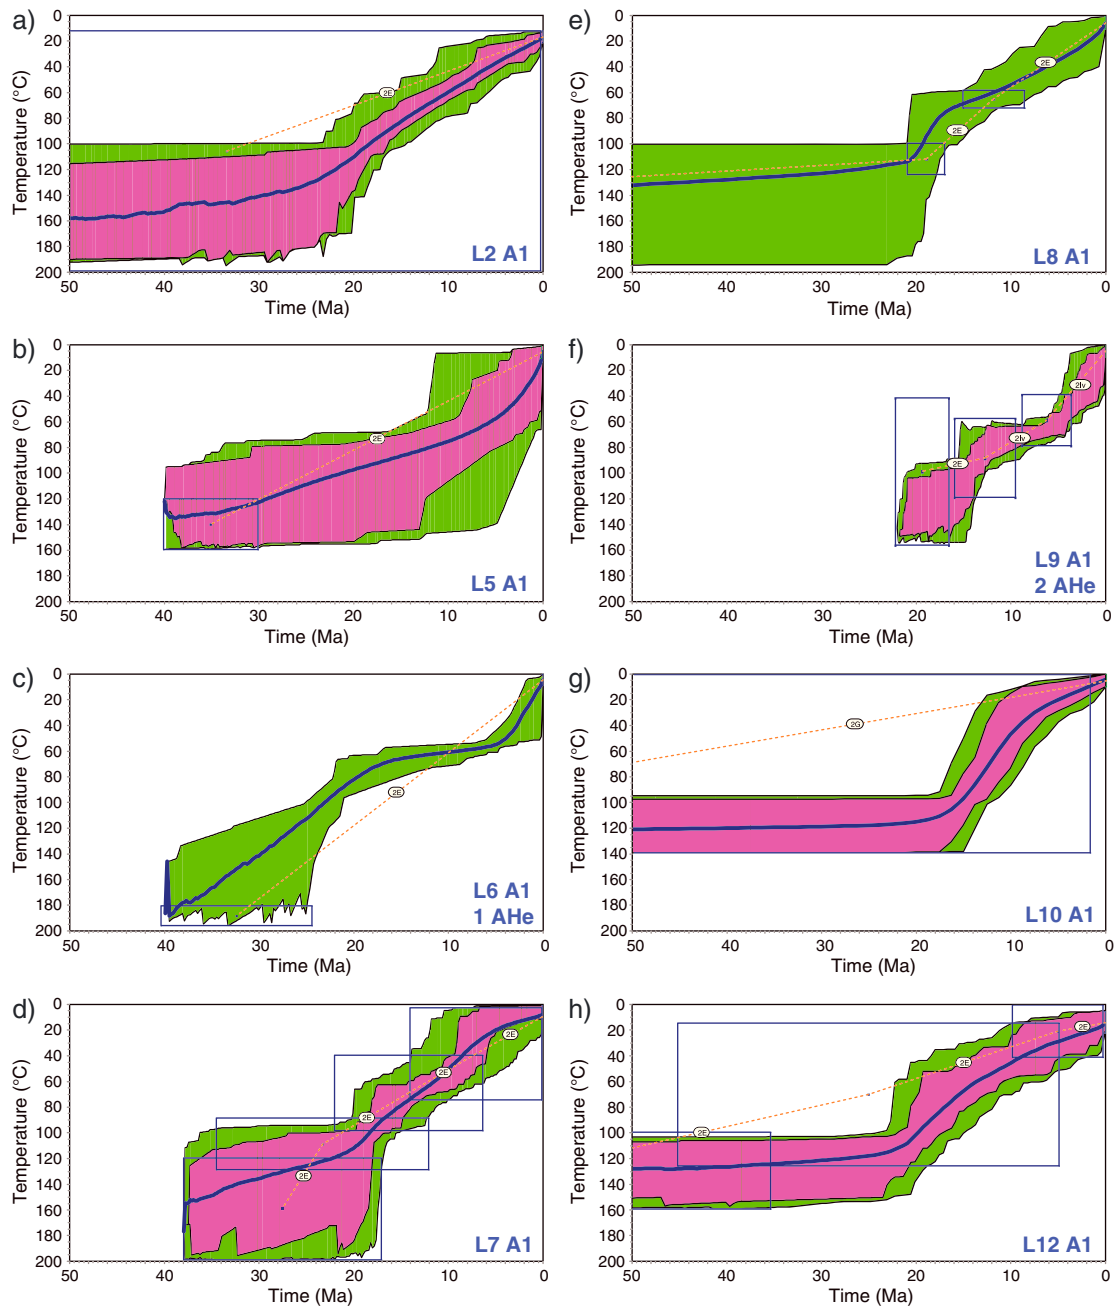 a)
0
20
40
60
80
100
120
140
160
180
200
Temperature (°C)
2E
L2 A1
50 40 30 20 10 0
Time (Ma)
e)
0
20
40
60
80
100
120
140
160
180
200
Temperature (°C)
2E
2E
L8 A1
50 40 30 20 10 0
Time (Ma)
b)
0
20
40
60
80
100
120
140
160
180
200
Temperature (°C)
2E
L5 A1
50 40 30 20 10 0
Time (Ma)
f)
0
20
40
60
80
100
120
140
160
180
200
Temperature (°C)
2Iv
2Iv
2E
L9 A1
2 AHe
50 40 30 20 10 0
Time (Ma)
c)
0
20
40
60
80
100
120
140
160
180
200
Temperature (°C)
2E
L6 A1
1 AHe
50 40 30 20 10 0
Time (Ma)
g)
0
20
40
60
80
100
120
140
160
180
200
Temperature (°C)
2G
L10 A1
50 40 30 20 10 0
Time (Ma)
d)
0
20
40
60
80
100
120
140
160
180
200
Temperature (°C)
2E
2E
2E
2E
L7 A1
50 40 30 20 10 0
Time (Ma)
h)
0
20
40
60
80
100
120
140
160
180
200
Temperature (°C)
2E
2E
2E
L12 A1
50 40 30 20 10 0
Time (Ma)